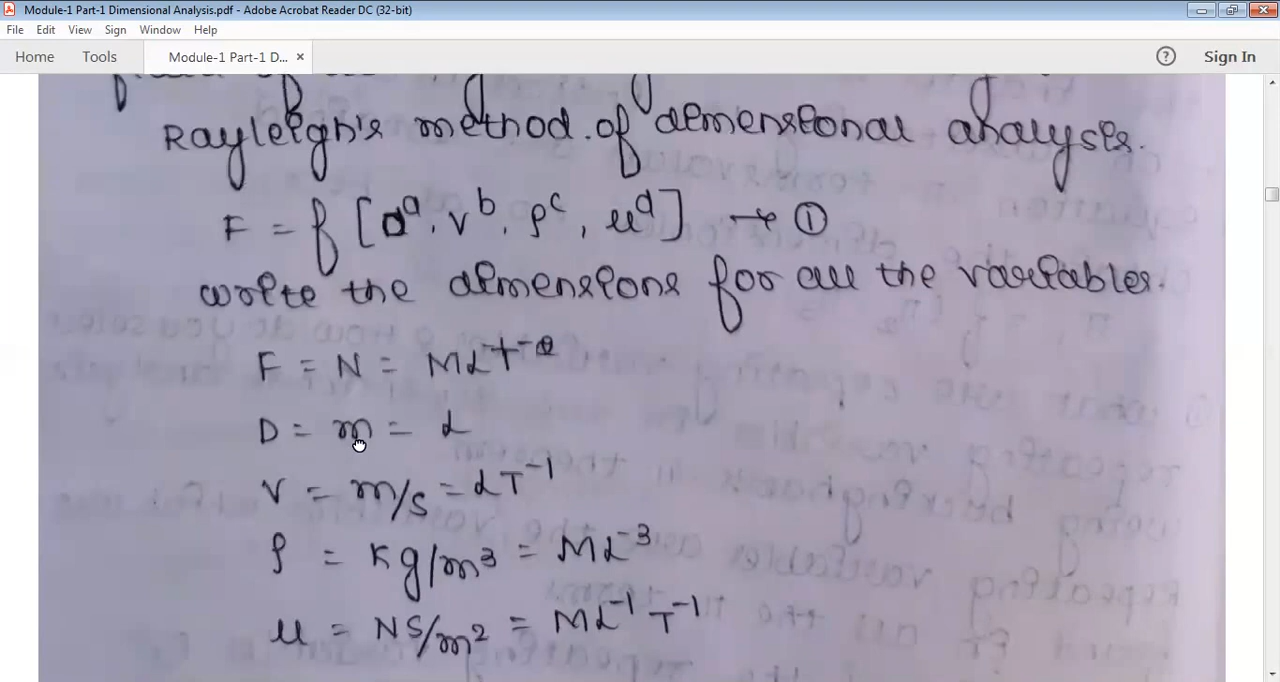 Module-1 Part-1 Dimensional Analysis.pdf - Adobe Acrobat Reader DC (32-bit)
File Edit View Sign Window Help
Home Tools Module-1 Part-1 D... × ? Sign In
Rayleigh's method of dimensional analysis.
F = f [D^a, v^b, ρ^c, μ^d] → ①
write the dimensions for all the variables.
F = N = MLT^-2
D = m = L
V = m/s = LT^-1
ρ = kg/m³ = ML^-3
μ = NS/m² = ML^-1 T^-1